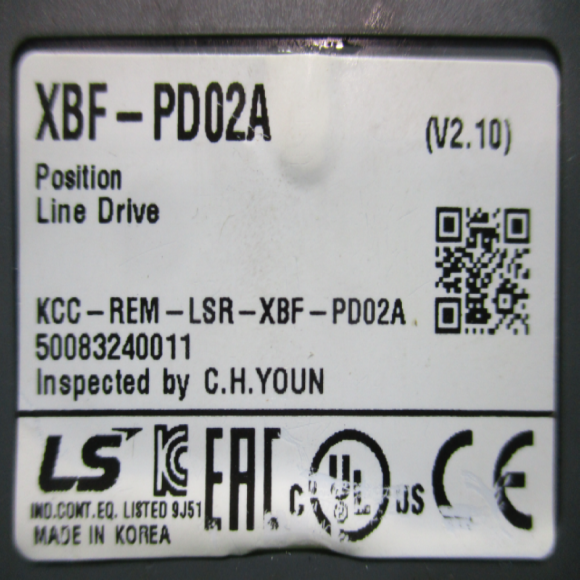 XBF-PD02A
(V2.10)
Position
Line Drive
KCC-REM-LSR-XBF-PD02A
50083240011
Inspected by C.H.YOUN
LS KC EAC C UL US CE
IND.CONT.EQ. LISTED 9J51
MADE IN KOREA